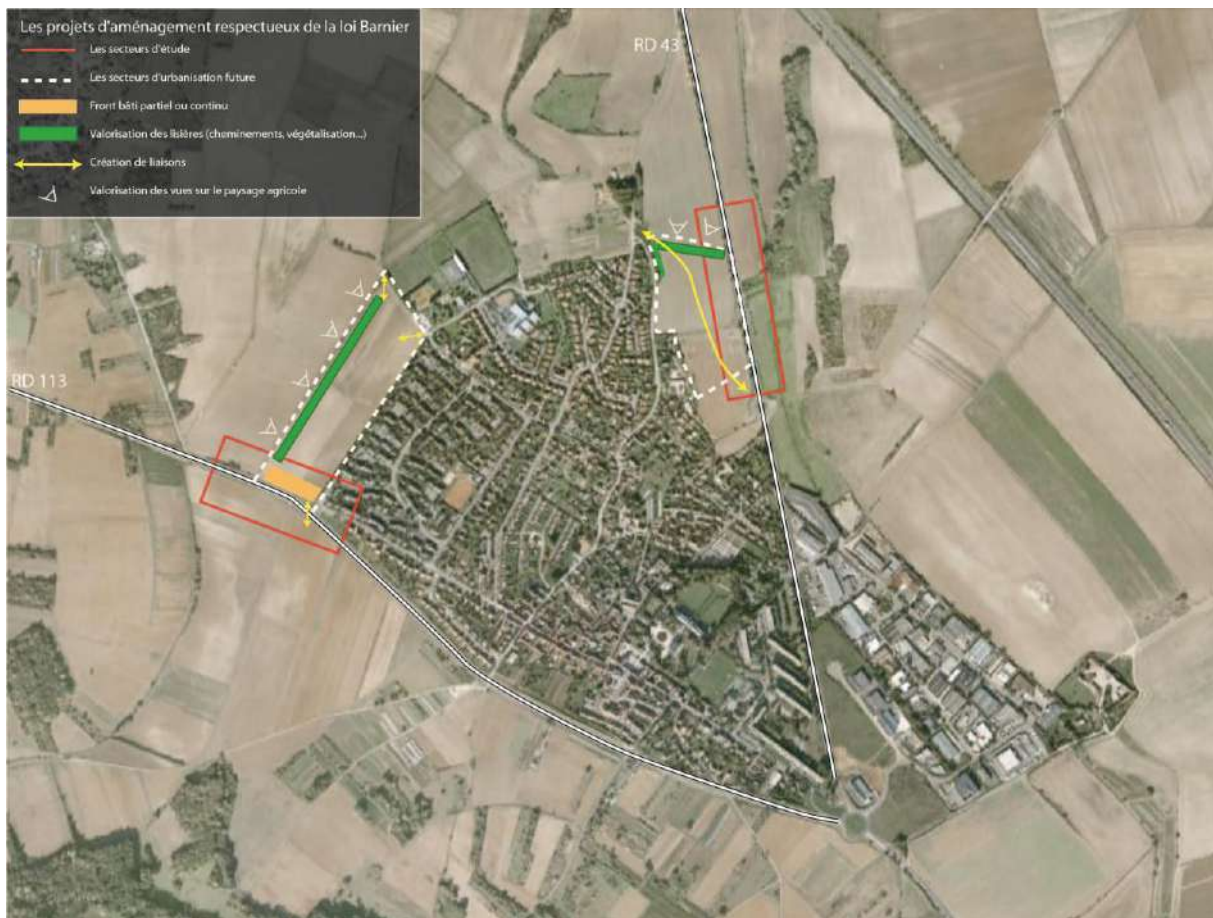 Les projets d'aménagement respectueux de la loi Barnier
Les secteurs d'étude
Les secteurs d'urbanisation future
Front bâti partiel ou continu
Valorisation des lisières (cheminements, végétalisation...)
Création de liaisons
Valorisation des vues sur le paysage agricole
RD 43
RD 113